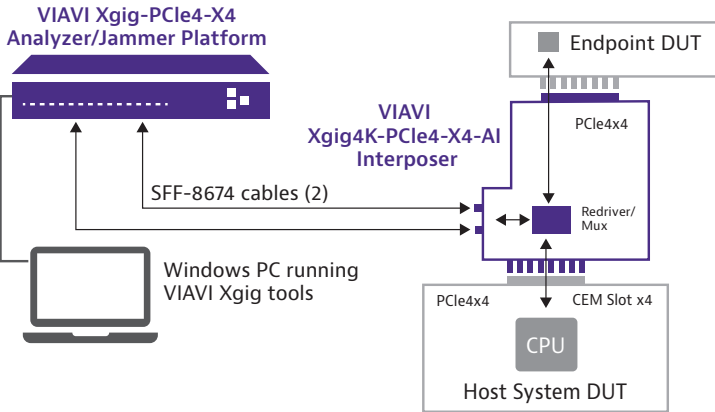 VIAVI Xgig-PCIe4-X4
Analyzer/Jammer Platform
Endpoint DUT
VIAVI
Xgig4K-PCIe4-X4-AI
Interposer
PCIe4x4
SFF-8674 cables (2)
Redriver/
Mux
Windows PC running
VIAVI Xgig tools
PCIe4x4
CEM Slot x4
CPU
Host System DUT